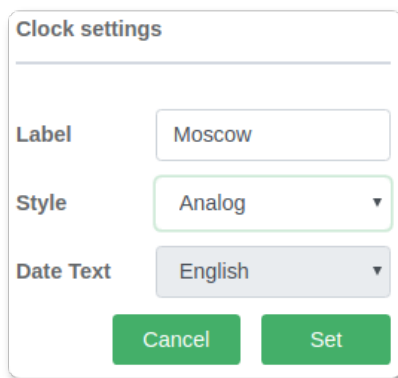 Clock settings
Label Moscow
Style Analog
Date Text English
Cancel Set